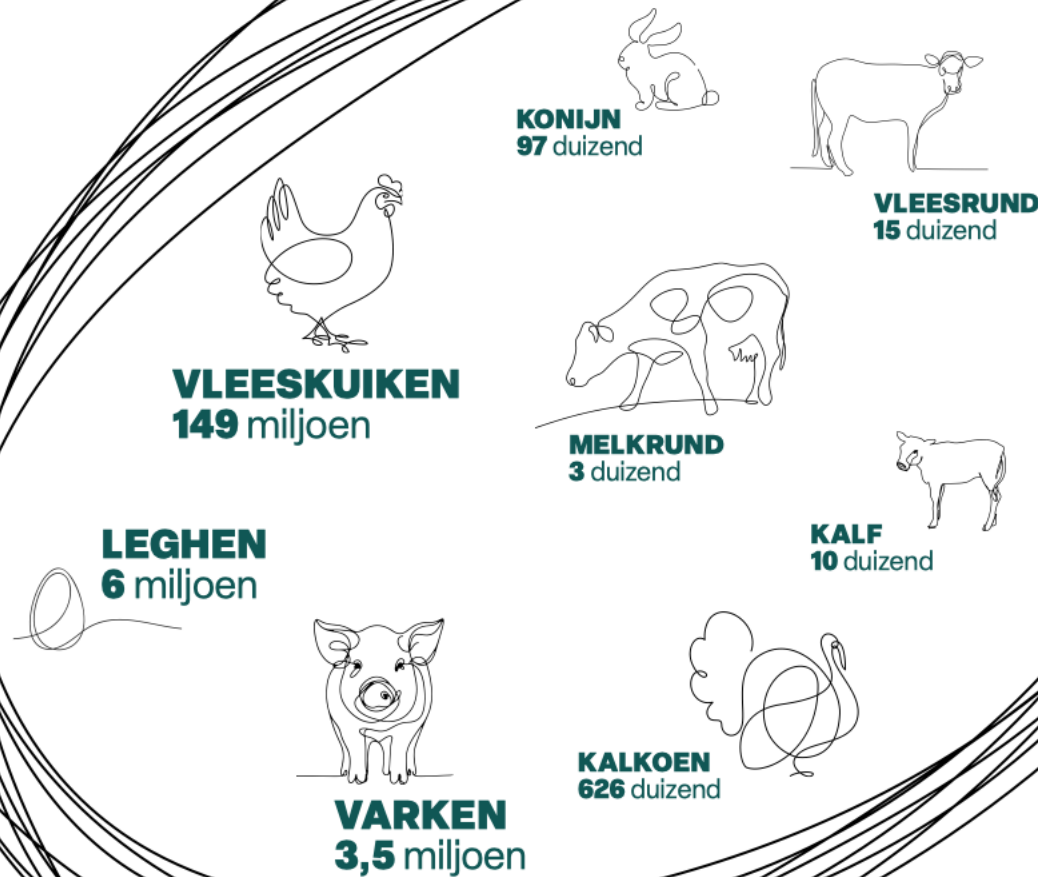 KONIJN
97 duizend
VLEESRUND
15 duizend
VLEESKUIKEN
149 miljoen
MELKRUND
3 duizend
KALF
10 duizend
LEGHEN
6 miljoen
KALKOEN
626 duizend
VARKEN
3,5 miljoen